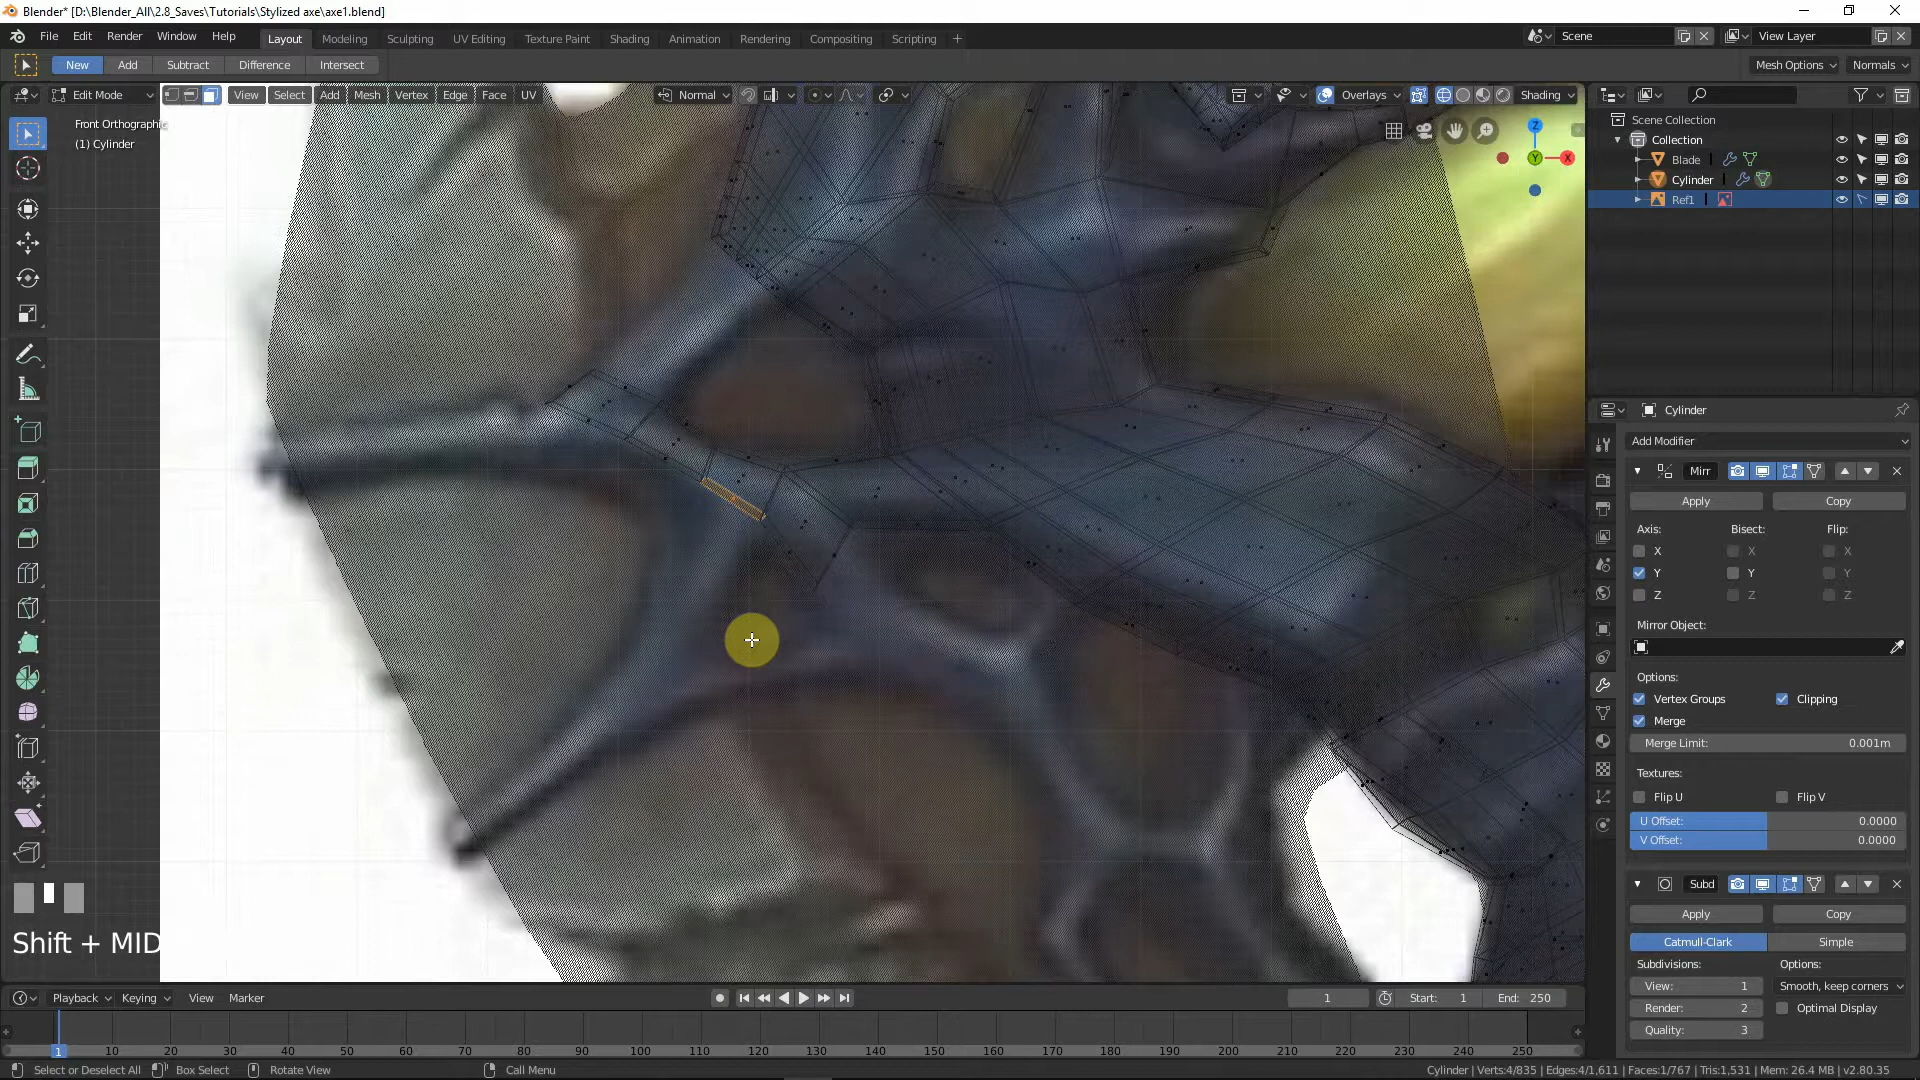 Blender* [D:\Blender_All\2.8_Saves\Tutorials\Stylized axe\axe1.blend]
File Edit Render Window Help Layout Modeling Sculpting UV Editing Texture Paint Shading Animation Rendering Compositing Scripting Scene View Layer
New Add Subtract Difference Intersect Mesh Options Normals
Edit Mode View Select Add Mesh Vertex Edge Face UV Normal Overlays Shading
Front Orthographic
(1) Cylinder
Z
Y
X
Scene Collection
Collection
Blade
Cylinder
Ref1
Cylinder
Add Modifier
Mirr
Apply Copy
Axis: Bisect: Flip:
X X X
Y Y Y
Z Z Z
Mirror Object:
Options:
Vertex Groups Clipping
Merge
Merge Limit: 0.001m
Textures:
Flip U Flip V
U Offset: 0.0000
V Offset: 0.0000
Subd
Apply Copy
Catmull-Clark Simple
Subdivisions: Options:
View: 1 Smooth, keep corners
Render: 2 Optimal Display
Quality: 3
Shift + MID
Playback Keying View Marker 1 Start: 1 End: 250
1 10 20 30 40 50 60 70 80 90 100 110 120 130 140 150 160 170 180 190 200 210 220 230 240 250
Select or Deselect All Box Select Rotate View Call Menu Cylinder | Verts:4/835 | Edges:4/1,611 | Faces:1/767 | Tris:1,531 | Mem: 26.4 MB | v2.80.35